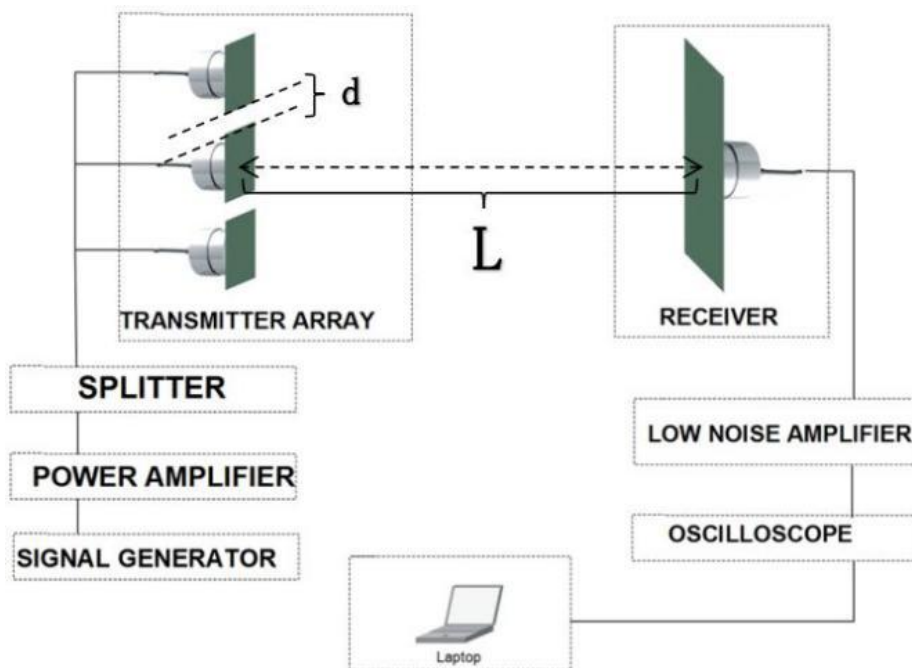 d
L
TRANSMITTER ARRAY
RECEIVER
SPLITTER
LOW NOISE AMPLIFIER
POWER AMPLIFIER
OSCILLOSCOPE
SIGNAL GENERATOR
Laptop